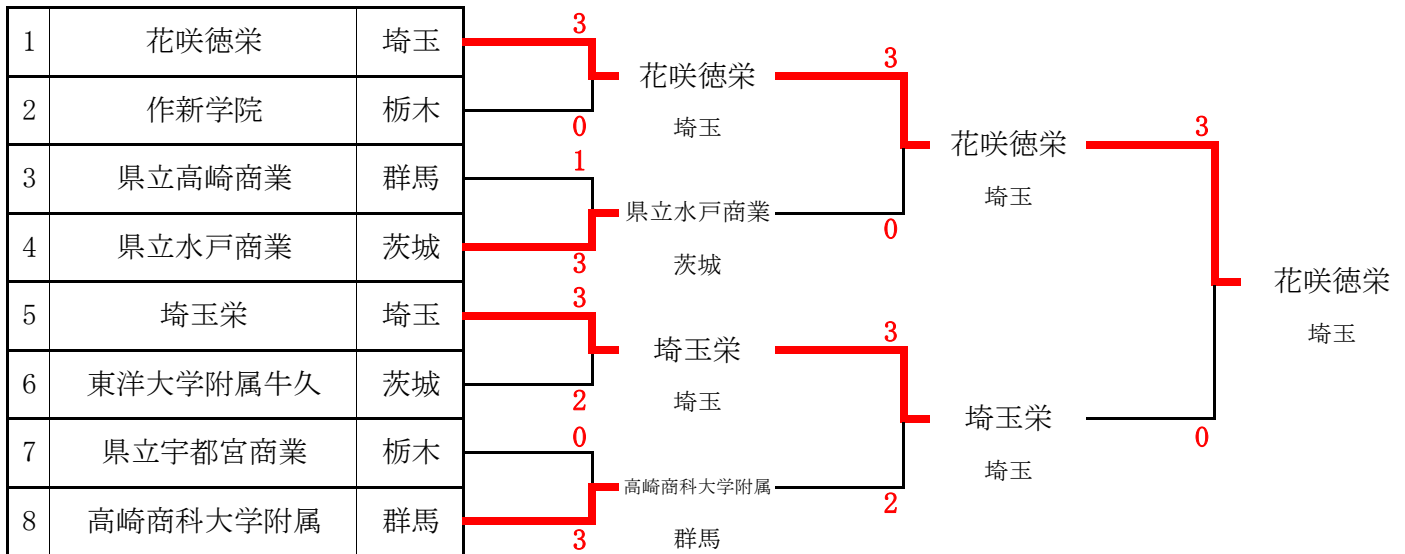 1 花咲徳栄 埼玉
2 作新学院 栃木
3 県立高崎商業 群馬
4 県立水戸商業 茨城
5 埼玉栄 埼玉
6 東洋大学附属牛久 茨城
7 県立宇都宮商業 栃木
8 高崎商科大学附属 群馬
3
0
1
3
3
2
0
3
花咲徳栄
埼玉
県立水戸商業
茨城
埼玉栄
埼玉
高崎商科大学附属
群馬
3
0
3
2
花咲徳栄
埼玉
埼玉栄
埼玉
3
0
花咲徳栄
埼玉